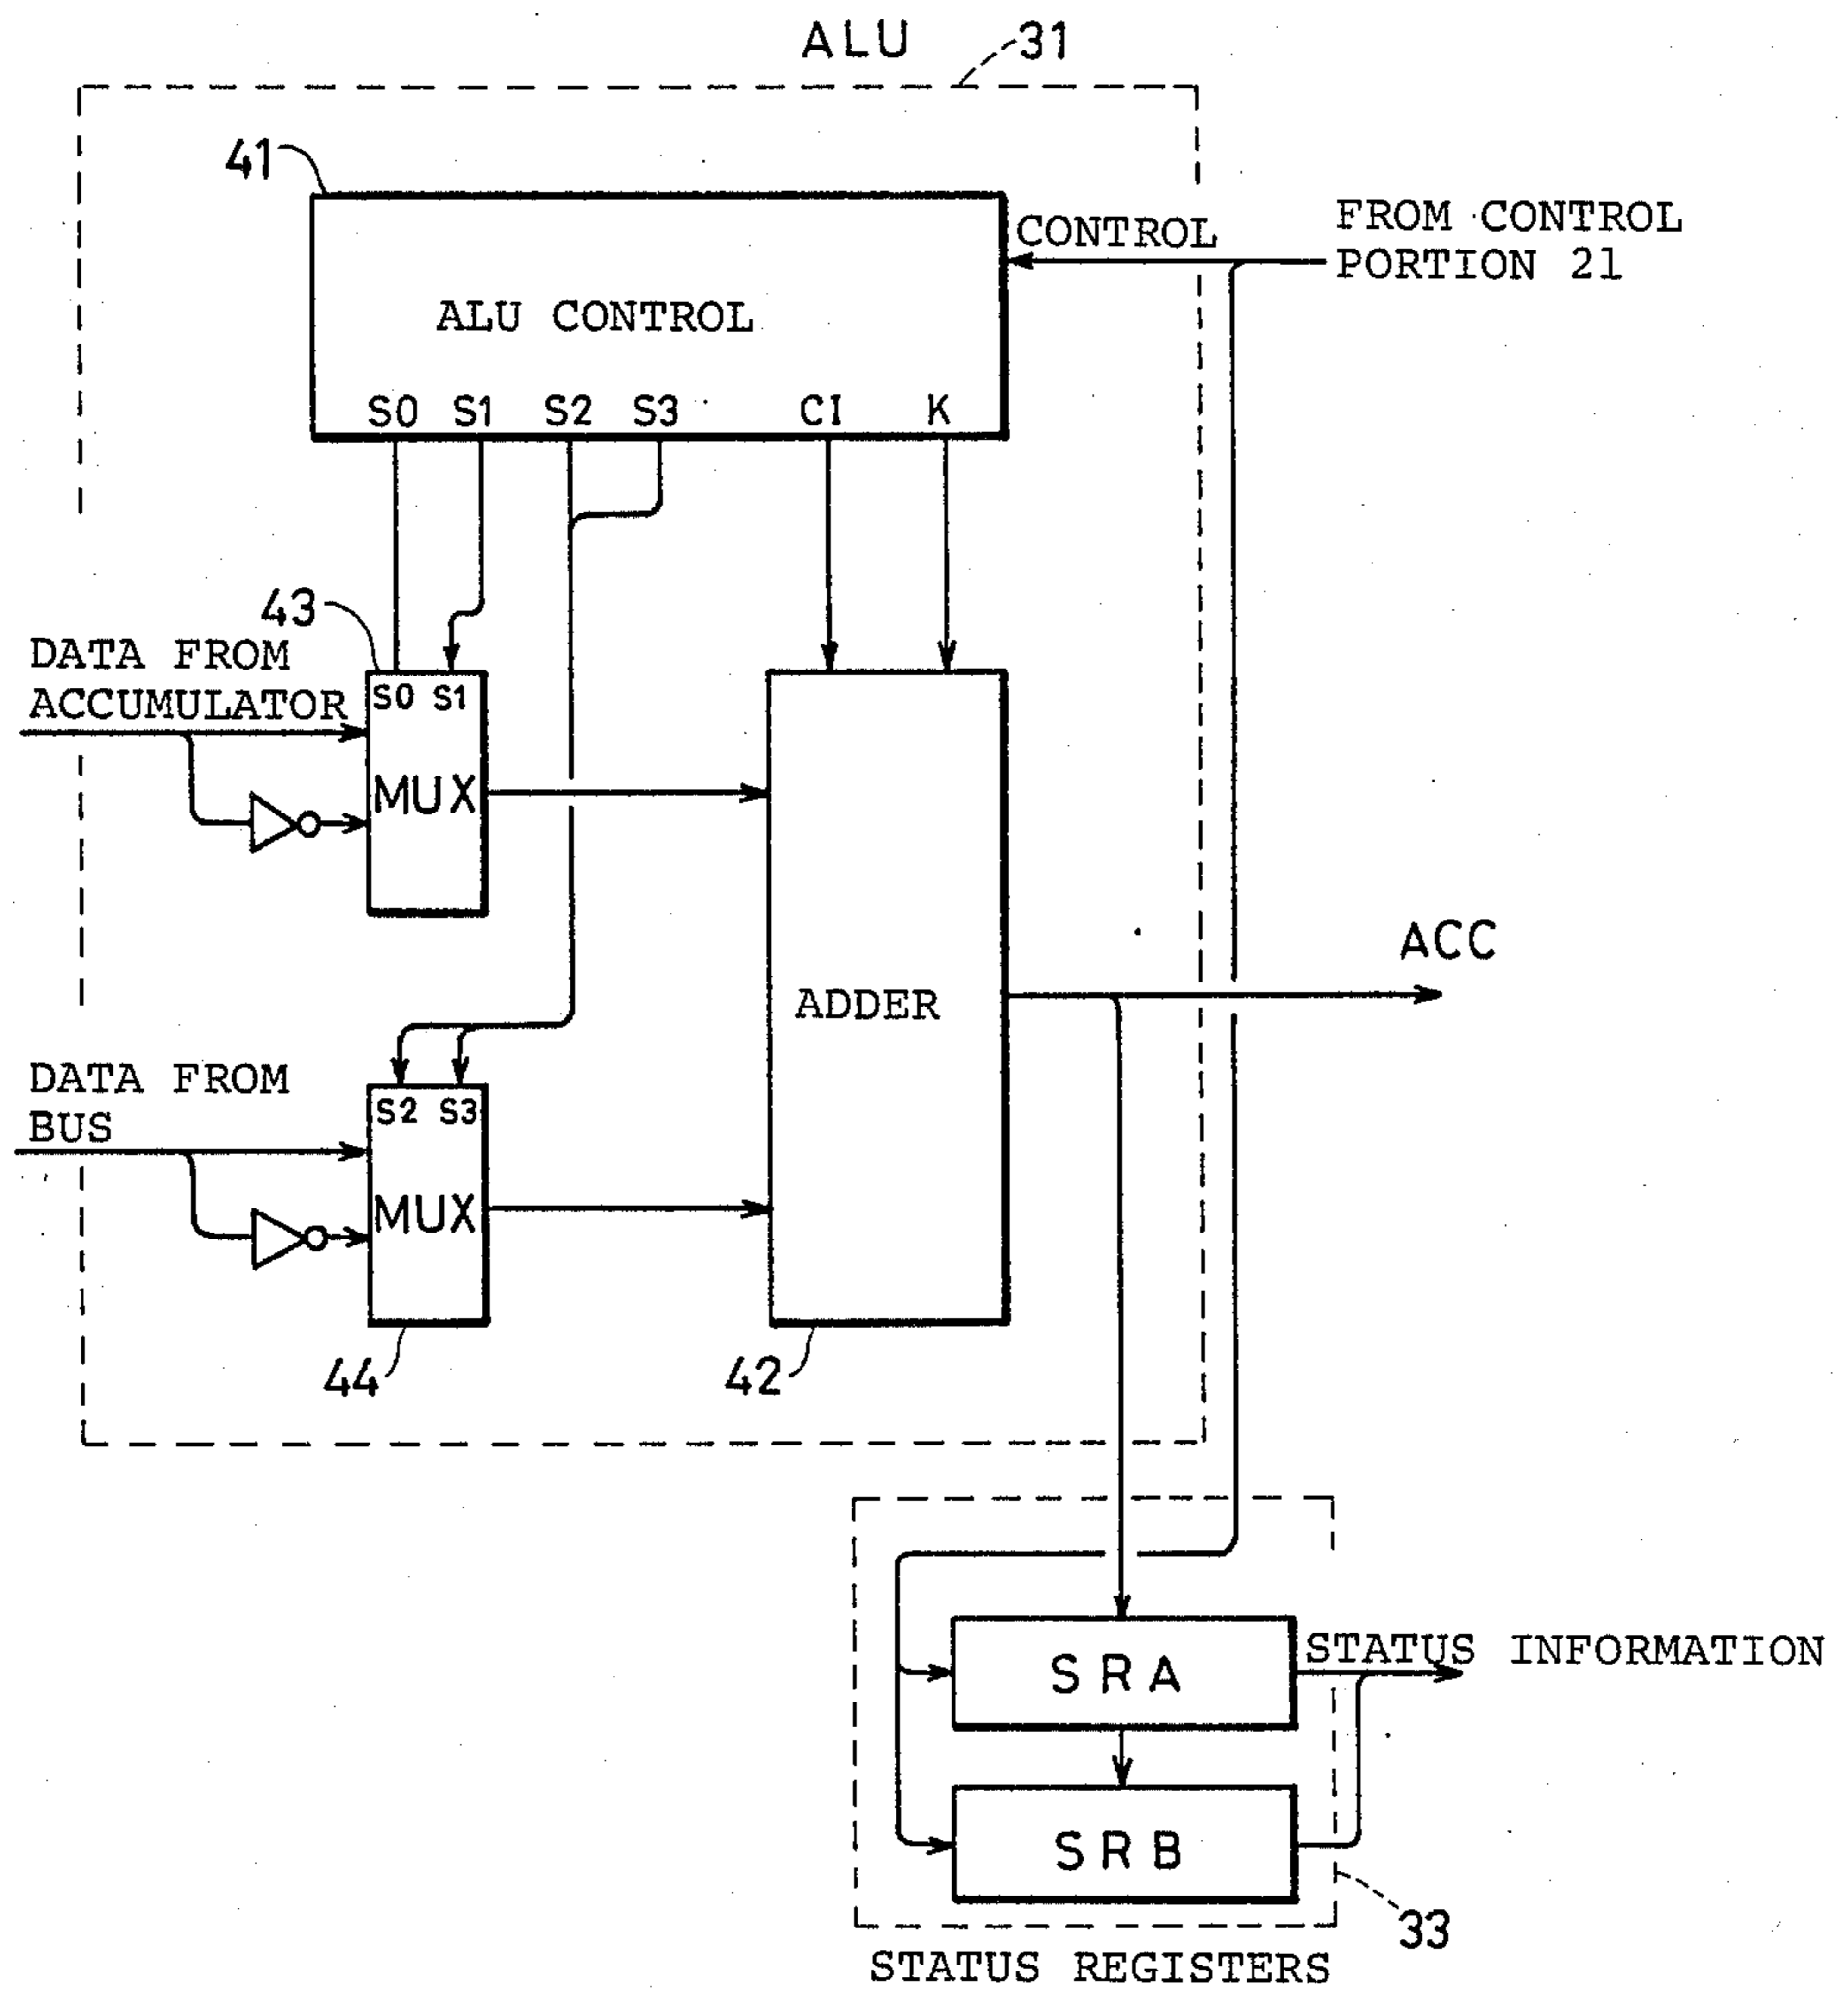 ALU
31
41
CONTROL
FROM CONTROL
PORTION 21
ALU CONTROL
S0 S1 S2 S3 CI K
43
DATA FROM
ACCUMULATOR
S0 S1
MUX
ACC
ADDER
DATA FROM
BUS
S2 S3
MUX
44
42
SRA
STATUS INFORMATION
SRB
33
STATUS REGISTERS